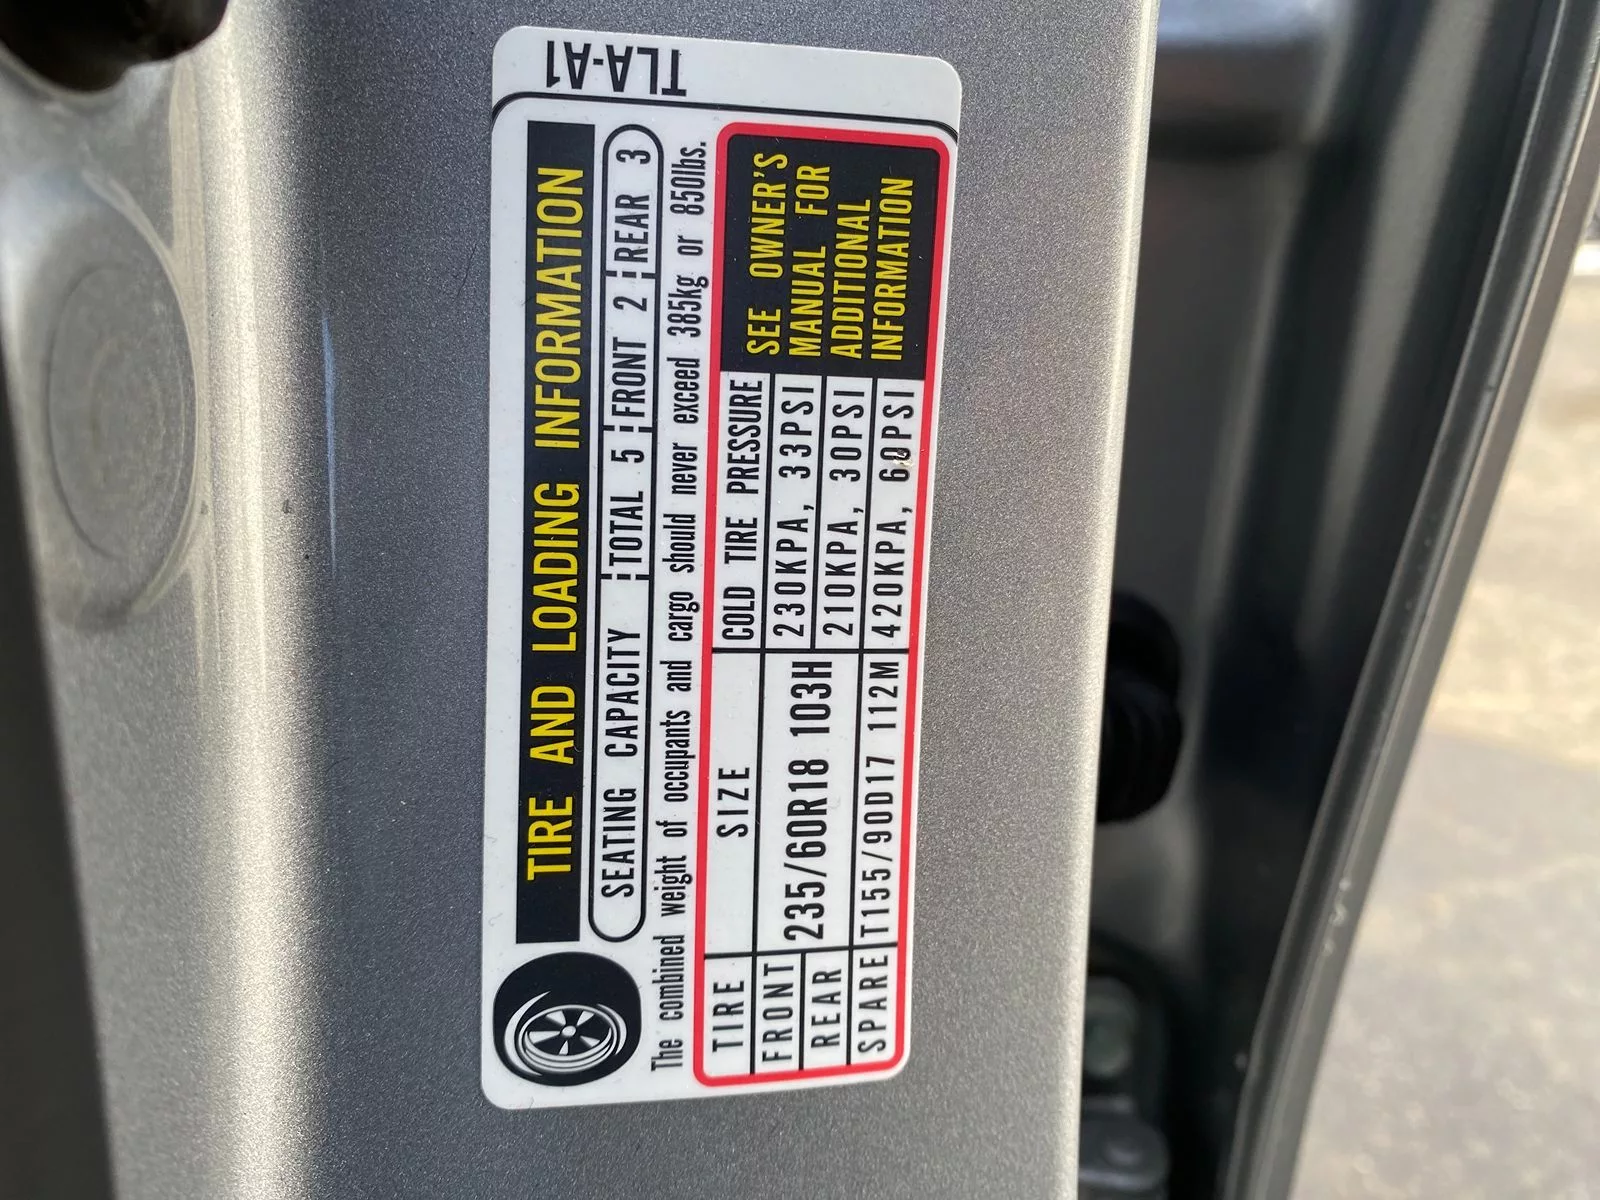 TLA-A1
TIRE AND LOADING INFORMATION
SEATING CAPACITY TOTAL 5 FRONT 2 REAR 3
The combined weight of occupants and cargo should never exceed 385kg or 850lbs.
TIRE SIZE COLD TIRE PRESSURE
FRONT 235/60R18 103H 230KPA, 33PSI
REAR 210KPA, 30PSI
SPARE T155/90D17 112M 420KPA, 60PSI
SEE OWNER'S
MANUAL FOR
ADDITIONAL
INFORMATION